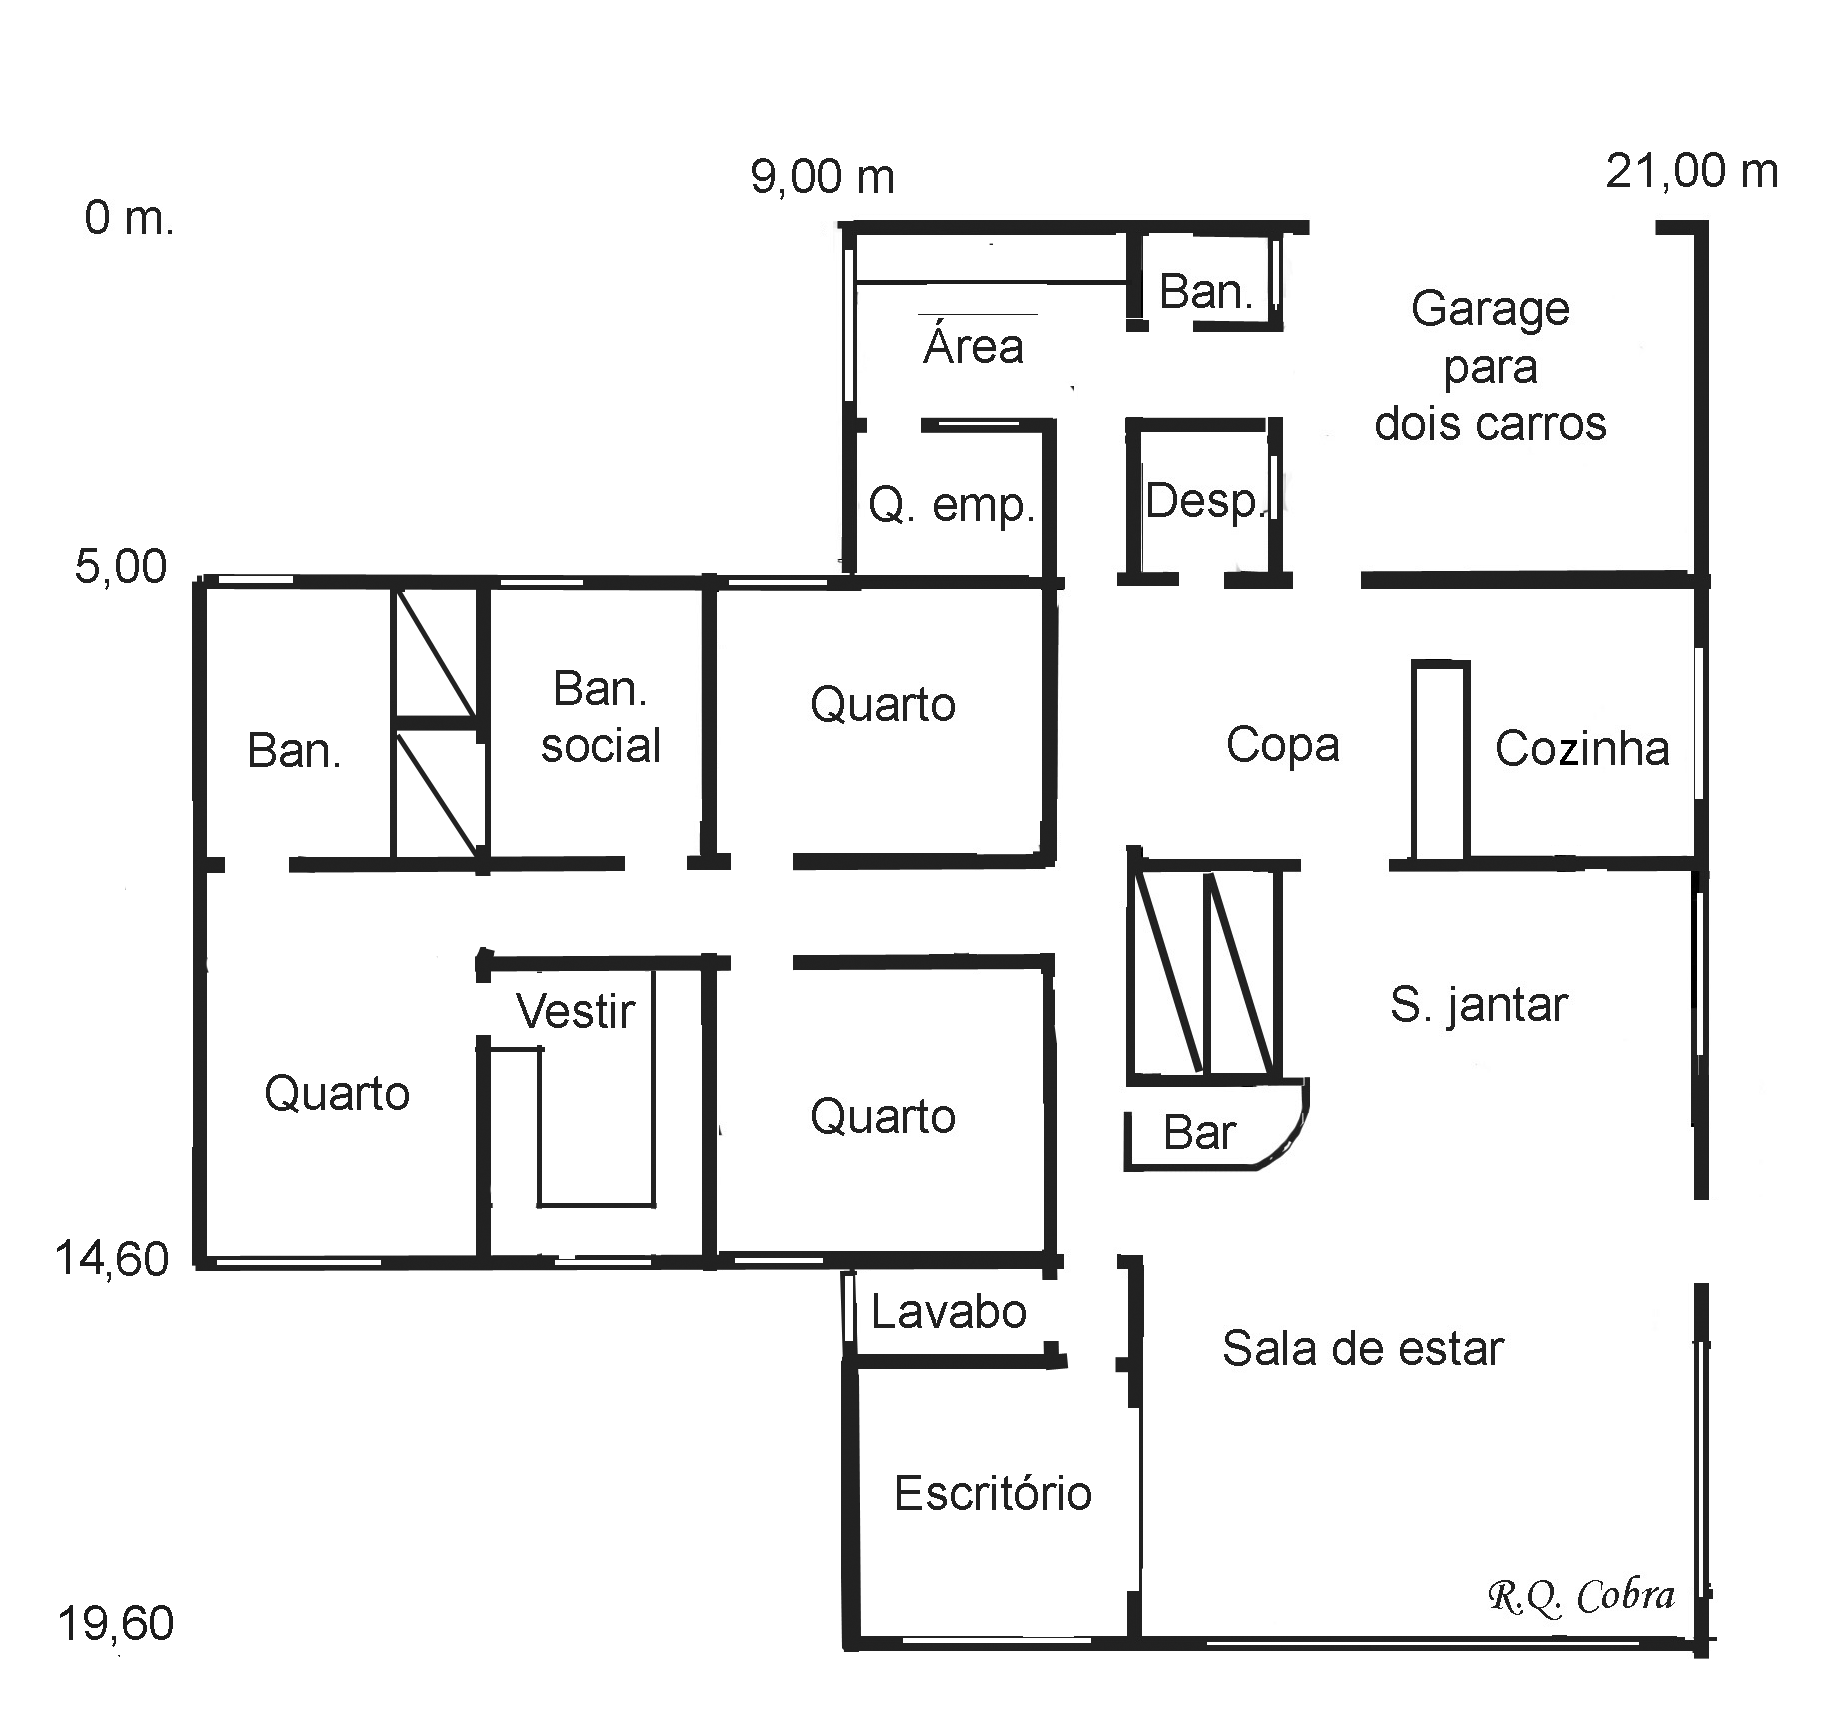 9,00 m
21,00 m
0 m.
Ban.
Garage
para
dois carros
Área
Q. emp.
Desp.
5,00
Ban.
Ban.
social
Quarto
Copa
Cozinha
Vestir
S. jantar
Quarto
Quarto
Bar
14,60
Lavabo
Sala de estar
Escritório
R.Q. Cobra
19,60